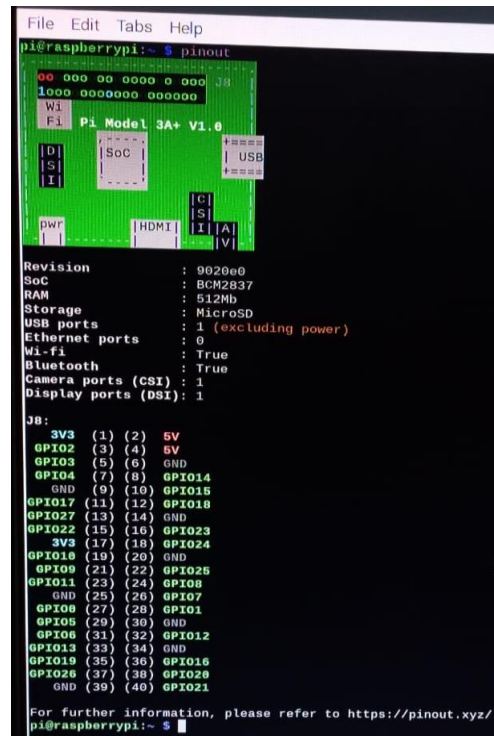 File Edit Tabs Help
pi@raspberrypi:~ $ pinout
J8
1
Wi
Fi
Pi Model 3A+ V1.0
D
S
I
SoC
USB
C
S
I
A
V
pwr
HDMI
Revision : 9020e0
SoC : BCM2837
RAM : 512Mb
Storage : MicroSD
USB ports : 1 (excluding power)
Ethernet ports : 0
Wi-fi : True
Bluetooth : True
Camera ports (CSI) : 1
Display ports (DSI): 1
J8:
3V3 (1) (2) 5V
GPIO2 (3) (4) 5V
GPIO3 (5) (6) GND
GPIO4 (7) (8) GPIO14
GND (9) (10) GPIO15
GPIO17 (11) (12) GPIO18
GPIO27 (13) (14) GND
GPIO22 (15) (16) GPIO23
3V3 (17) (18) GPIO24
GPIO10 (19) (20) GND
GPIO9 (21) (22) GPIO25
GPIO11 (23) (24) GPIO8
GND (25) (26) GPIO7
GPIO0 (27) (28) GPIO1
GPIO5 (29) (30) GND
GPIO6 (31) (32) GPIO12
GPIO13 (33) (34) GND
GPIO19 (35) (36) GPIO16
GPIO26 (37) (38) GPIO20
GND (39) (40) GPIO21
For further information, please refer to https://pinout.xyz/
pi@raspberrypi:~ $